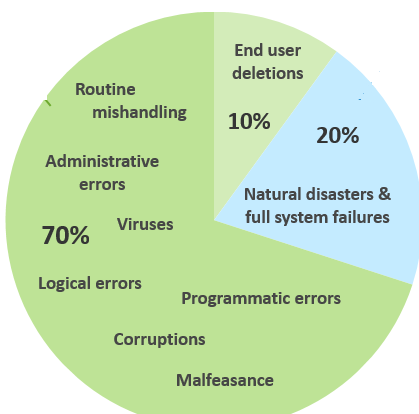 End user
deletions
10%
20%
Natural disasters &
full system failures
Routine
mishandling
Administrative
errors
Viruses
70%
Logical errors
Programmatic errors
Corruptions
Malfeasance